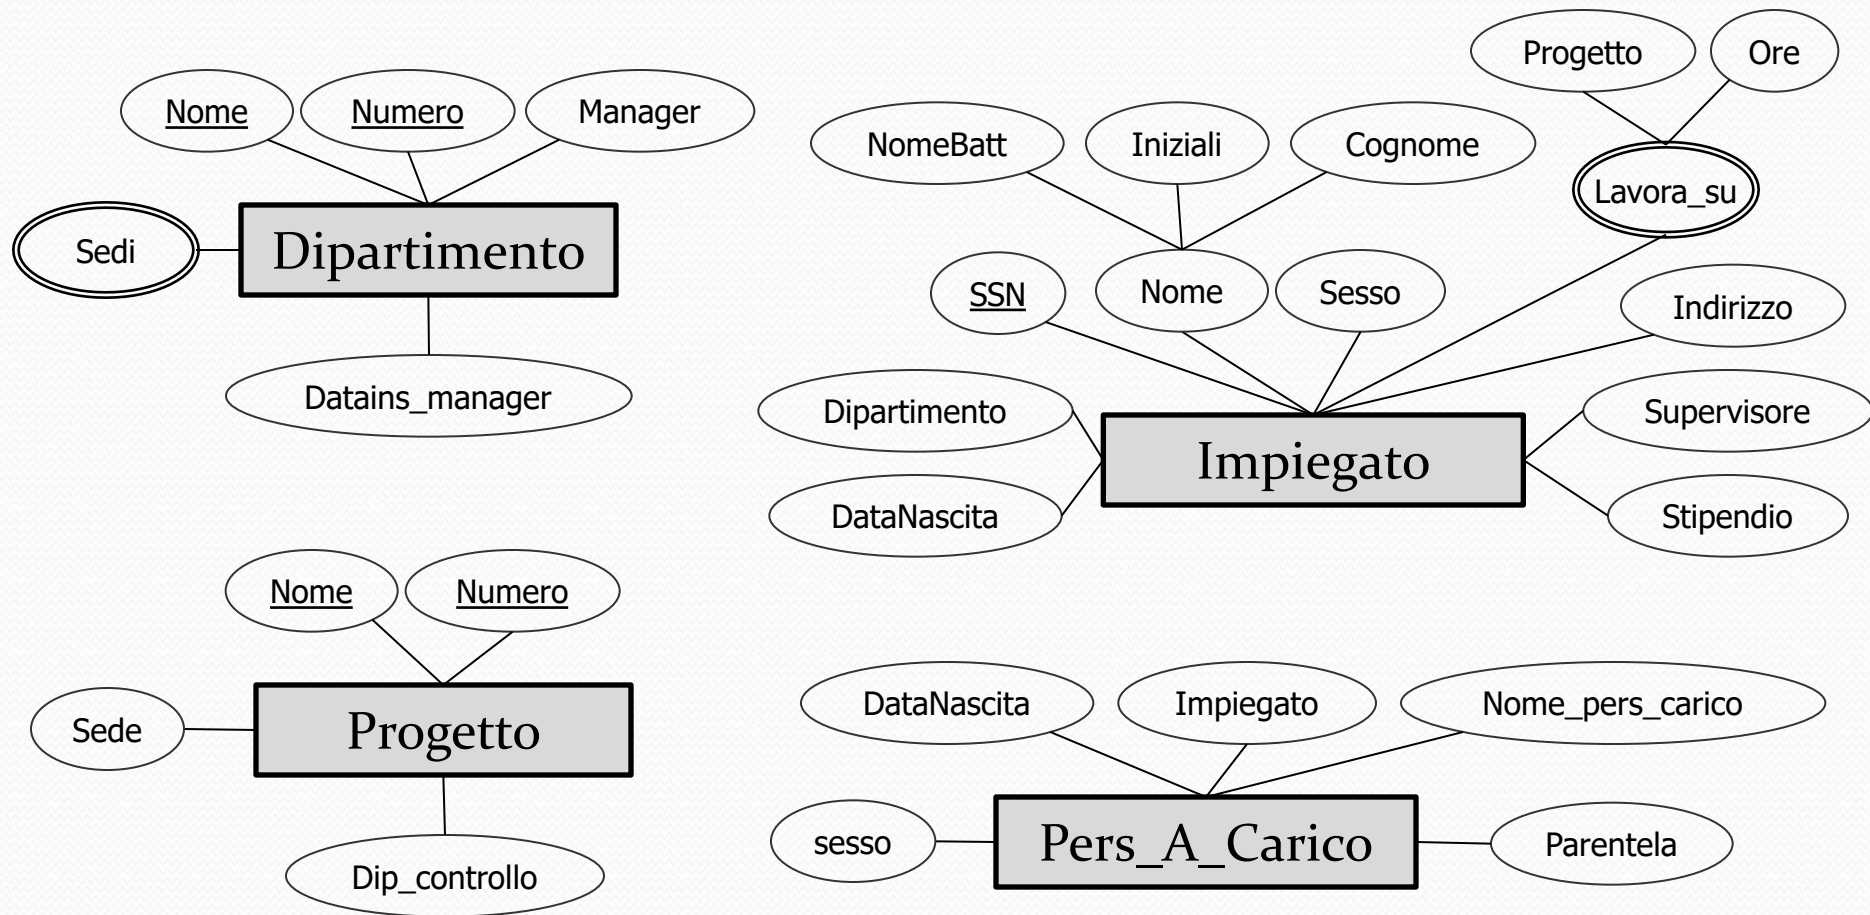 Nome
Numero
Manager
Sedi
Dipartimento
Datains_manager
Progetto
Ore
NomeBatt
Iniziali
Cognome
Lavora_su
SSN
Nome
Sesso
Indirizzo
Dipartimento
Supervisore
Impiegato
DataNascita
Stipendio
Nome
Numero
Sede
Progetto
Dip_controllo
DataNascita
Impiegato
Nome_pers_carico
sesso
Pers_A_Carico
Parentela